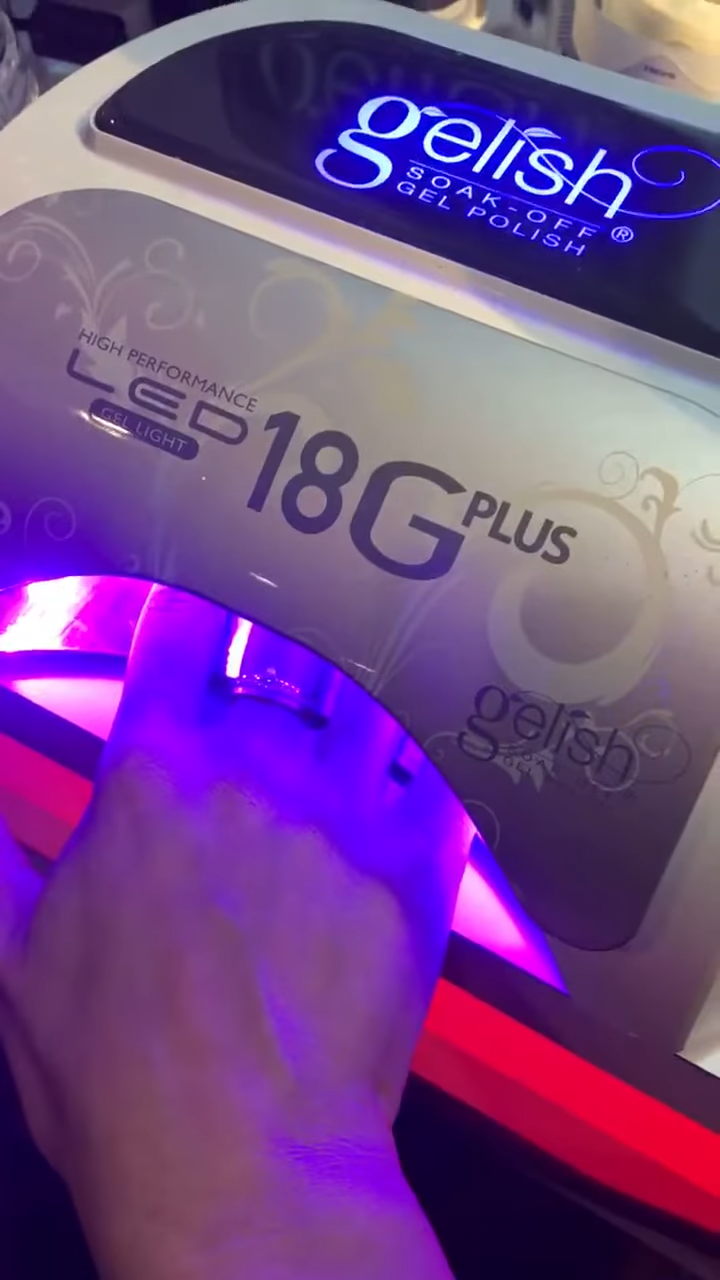 gelish
SOAK-OFF ®
GEL POLISH
HIGH PERFORMANCE
LED
GEL LIGHT
18G PLUS
gelish